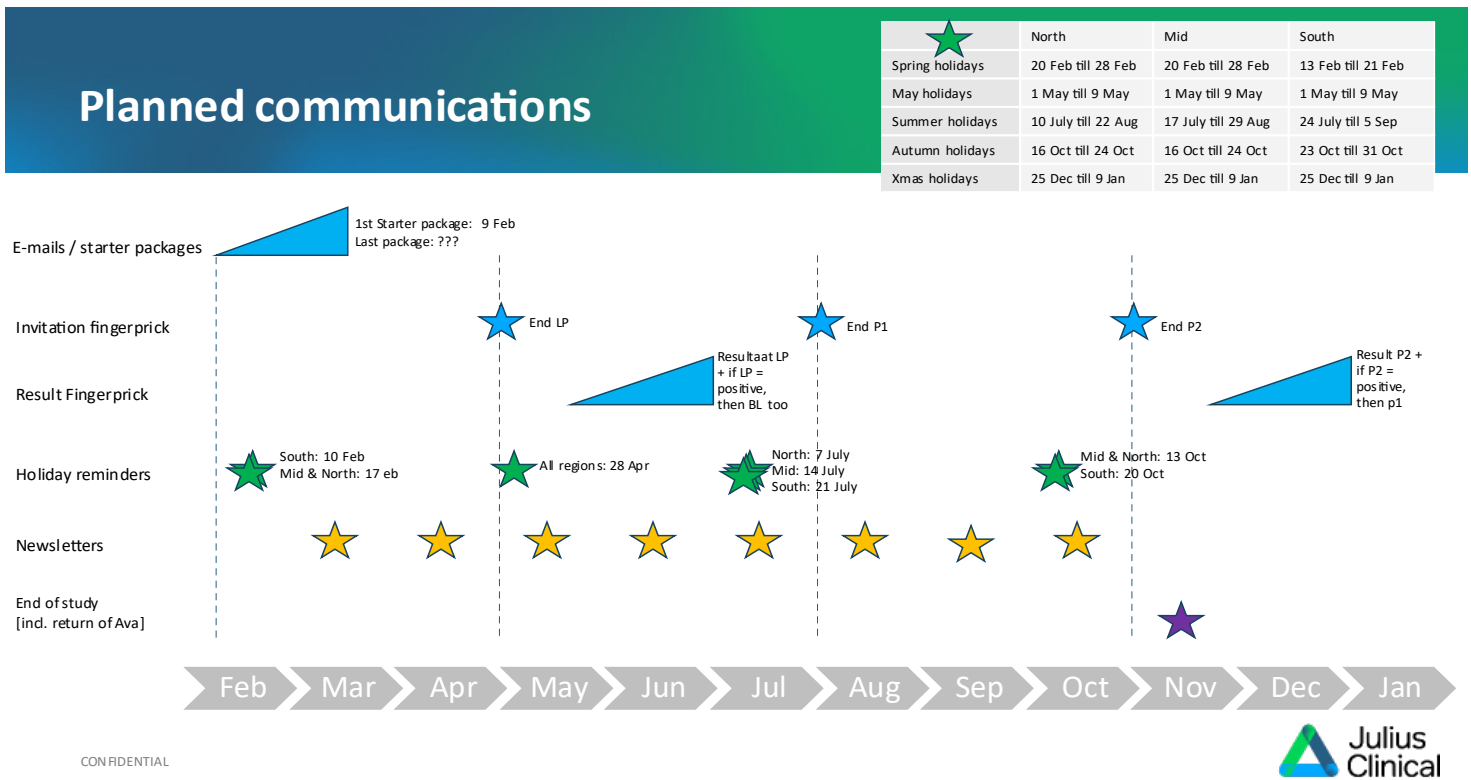 Planned communications
North Mid South
Spring holidays 20 Feb till 28 Feb 20 Feb till 28 Feb 13 Feb till 21 Feb
May holidays 1 May till 9 May 1 May till 9 May 1 May till 9 May
Summer holidays 10 July till 22 Aug 17 July till 29 Aug 24 July till 5 Sep
Autumn holidays 16 Oct till 24 Oct 16 Oct till 24 Oct 23 Oct till 31 Oct
Xmas holidays 25 Dec till 9 Jan 25 Dec till 9 Jan 25 Dec till 9 Jan
E-mails / starter packages
1st Starter package: 9 Feb
Last package: ???
Invitation fingerprick
End LP
End P1
End P2
Result Fingerprick
Resultaat LP
+ if LP =
positive,
then BL too
Result P2 +
if P2 =
positive,
then p1
Holiday reminders
South: 10 Feb
Mid & North: 17 eb
All regions: 28 Apr
North: 7 July
Mid: 14 July
South: 21 July
Mid & North: 13 Oct
South: 20 Oct
Newsletters
End of study
[incl. return of Ava]
Feb Mar Apr May Jun Jul Aug Sep Oct Nov Dec Jan
CONFIDENTIAL
Julius
Clinical